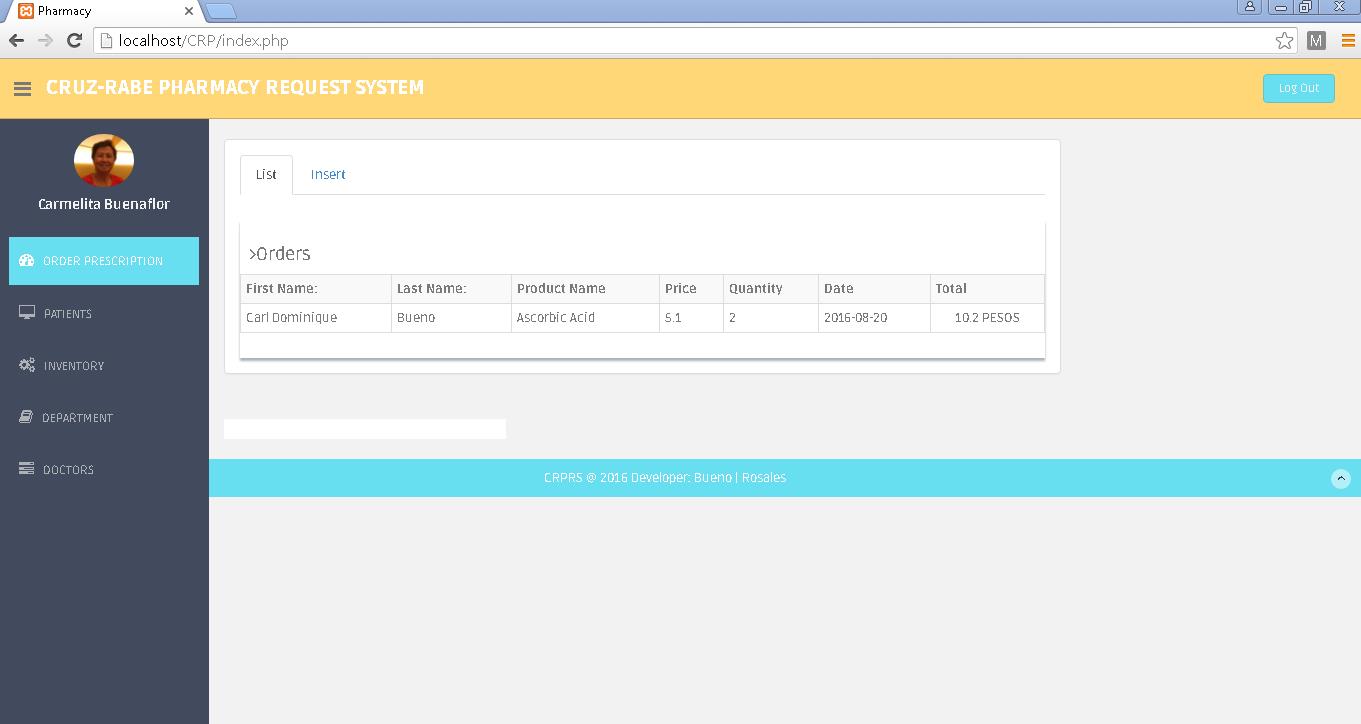 Pharmacy
localhost/CRP/index.php
M
CRUZ-RABE PHARMACY REQUEST SYSTEM
Log Out
Carmelita Buenaflor
ORDER PRESCRIPTION
PATIENTS
INVENTORY
DEPARTMENT
DOCTORS
List Insert
>Orders
First Name: Last Name: Product Name Price Quantity Date Total
Carl Dominique Bueno Ascorbic Acid 5.1 2 2016-08-20 10.2 PESOS
CRPRS @ 2016 Developer: Bueno | Rosales